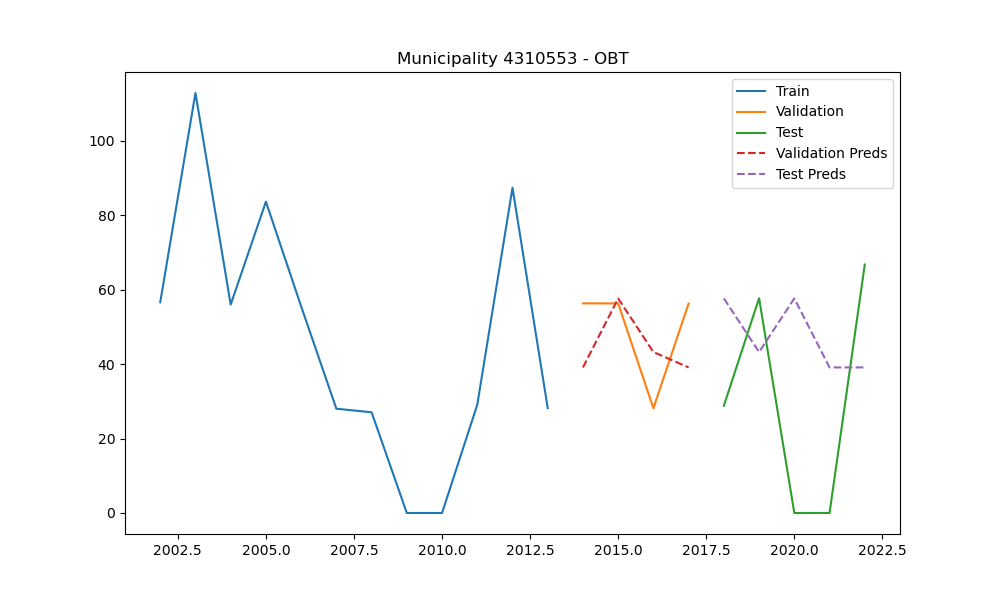 Municipality 4310553 - OBT
Train
Validation
Test
Validation Preds
Test Preds
100
80
60
40
20
0
2002.5 2005.0 2007.5 2010.0 2012.5 2015.0 2017.5 2020.0 2022.5